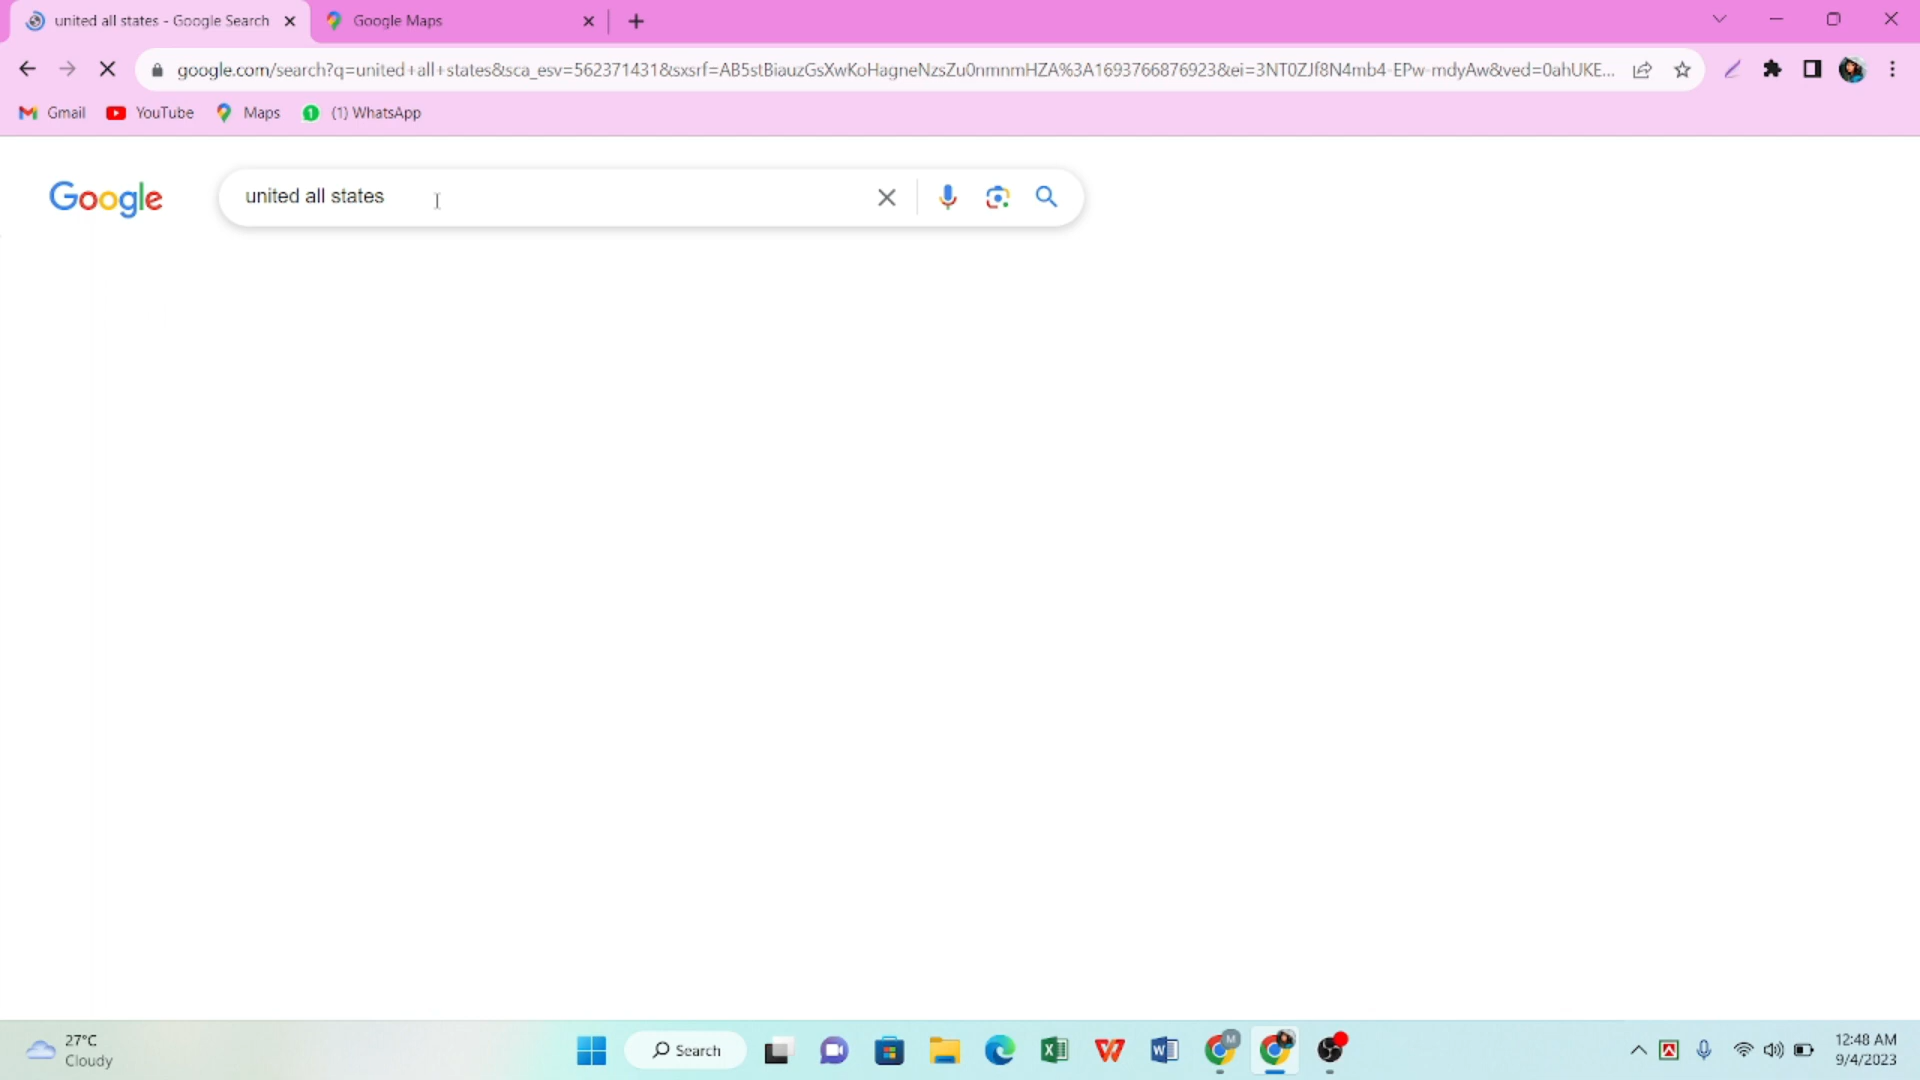 united all states - Google Search
Google Maps
google.com/search?q=united+all+states&sca_esv=562371431&sxsrf=AB5stBiauzGsXwKoHagneNzsZu0nmnmHZA%3A1693766876923&ei=3NT0ZJf8N4mb4-EPw-mdyAw&ved=0ahUKE...
Gmail
YouTube
Maps
1
(1) WhatsApp
Google
united all states
27°C
Cloudy
Search
M
12:48 AM
9/4/2023